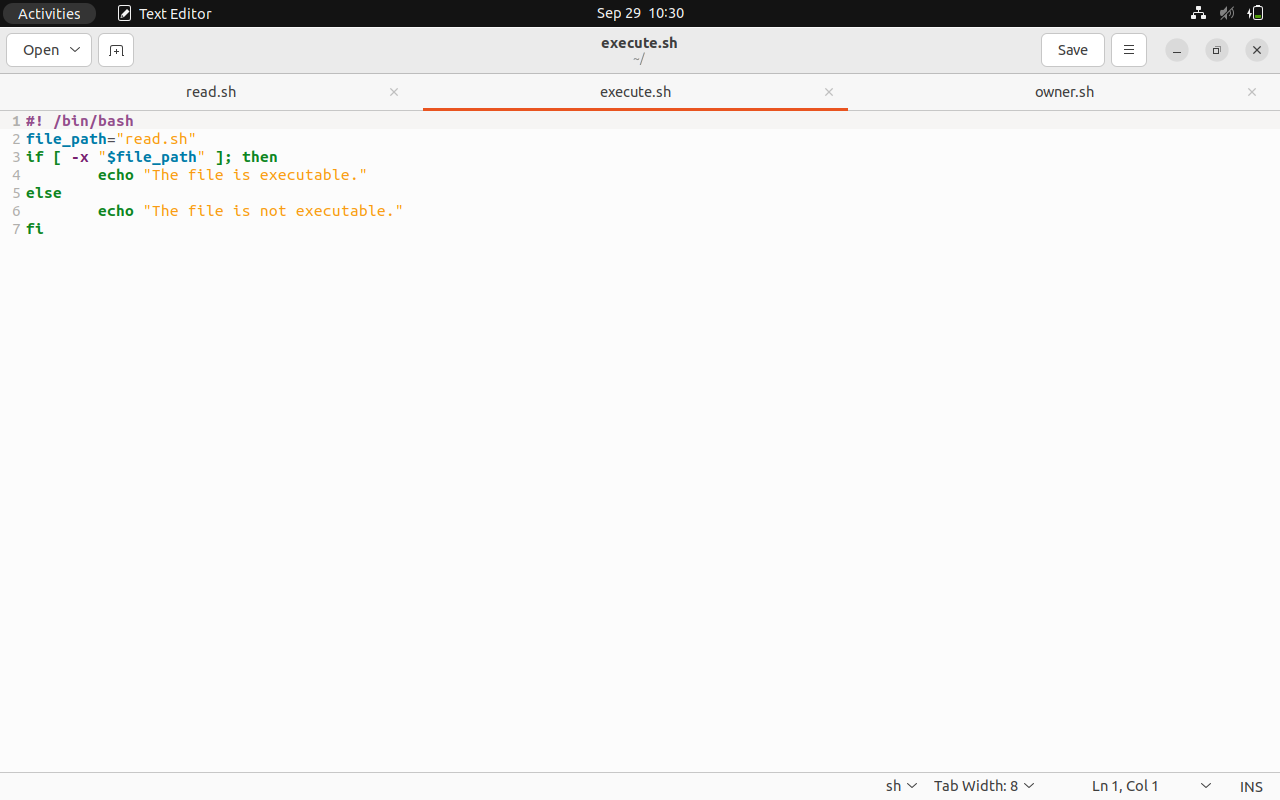 Activities Text Editor Sep 29 10:30
Open execute.sh Save
~/
read.sh execute.sh owner.sh
1 #! /bin/bash
2 file_path="read.sh"
3 if [ -x "$file_path" ]; then
4         echo "The file is executable."
5 else
6         echo "The file is not executable."
7 fi
sh Tab Width: 8 Ln 1, Col 1 INS